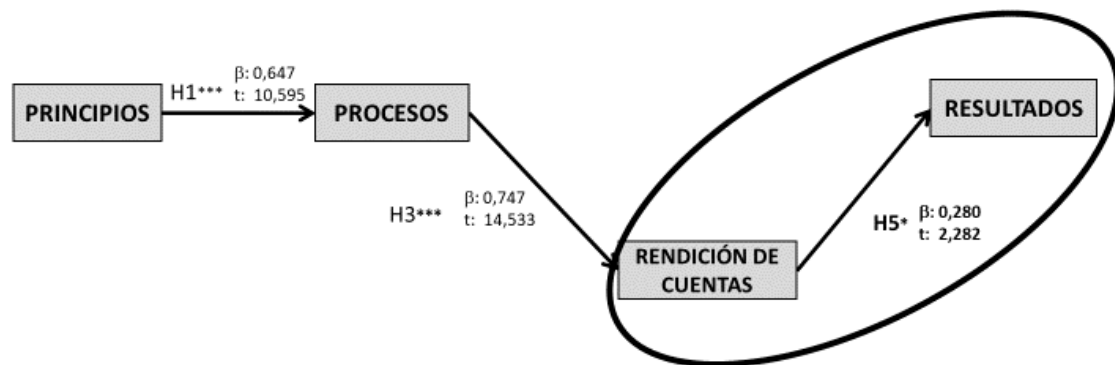 PRINCIPIOS
H1***
β: 0,647
t: 10,595
PROCESOS
H3***
β: 0,747
t: 14,533
RENDICIÓN DE
CUENTAS
H5*
β: 0,280
t: 2,282
RESULTADOS